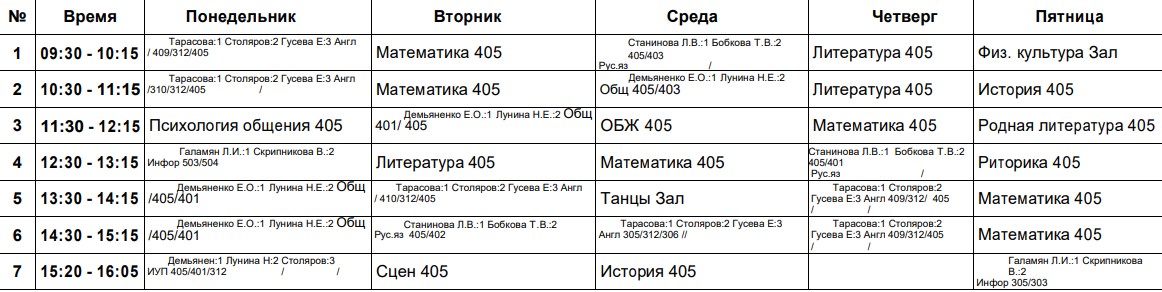 № Время Понедельник Вторник Среда Четверг Пятница
1 09:30 - 10:15
Тарасова:1 Столяров:2 Гусева Е:3 Англ
/ 409/312/405
Математика 405
Станинова Л.В.:1 Бобкова Т.В.:2
405/403
Рус.яз /
Литература 405
Физ. культура Зал
2 10:30 - 11:15
Тарасова:1 Столяров:2 Гусева Е:3 Англ
/310/312/405 /
Математика 405
Демьяненко Е.О.:1 Лунина Н.Е.:2
Общ 405/403
Литература 405
История 405
3 11:30 - 12:15
Психология общения 405
Демьяненко Е.О.:1 Лунина Н.Е.:2 Общ
401/ 405
ОБЖ 405
Математика 405
Родная литература 405
4 12:30 - 13:15
Галамян Л.И.:1 Скрипникова В.:2
Инфор 503/504
Литература 405
Математика 405
Станинова Л.В.:1 Бобкова Т.В.:2
405/401
Рус.яз /
Риторика 405
5 13:30 - 14:15
Демьяненко Е.О.:1 Лунина Н.Е.:2 Общ
/405/401
Тарасова:1 Столяров:2 Гусева Е:3 Англ
/ 410/312/405
Танцы Зал
Тарасова:1 Столяров:2
Гусева Е:3 Англ 409/312/ 405
/ /
Математика 405
6 14:30 - 15:15
Демьяненко Е.О.:1 Лунина Н.Е.:2 Общ
/405/401
Станинова Л.В.:1 Бобкова Т.В.:2
Рус.яз 405/402
Тарасова:1 Столяров:2 Гусева Е:3
Англ 305/312/306 //
Тарасова:1 Столяров:2
Гусева Е:3 Англ 409/312/405
/ /
Математика 405
7 15:20 - 16:05
Демьянен:1 Лунина Н:2 Столяров:3
ИУП 405/401/312 / /
Сцен 405
История 405
Галамян Л.И.:1 Скрипникова
В.:2
Инфор 305/303